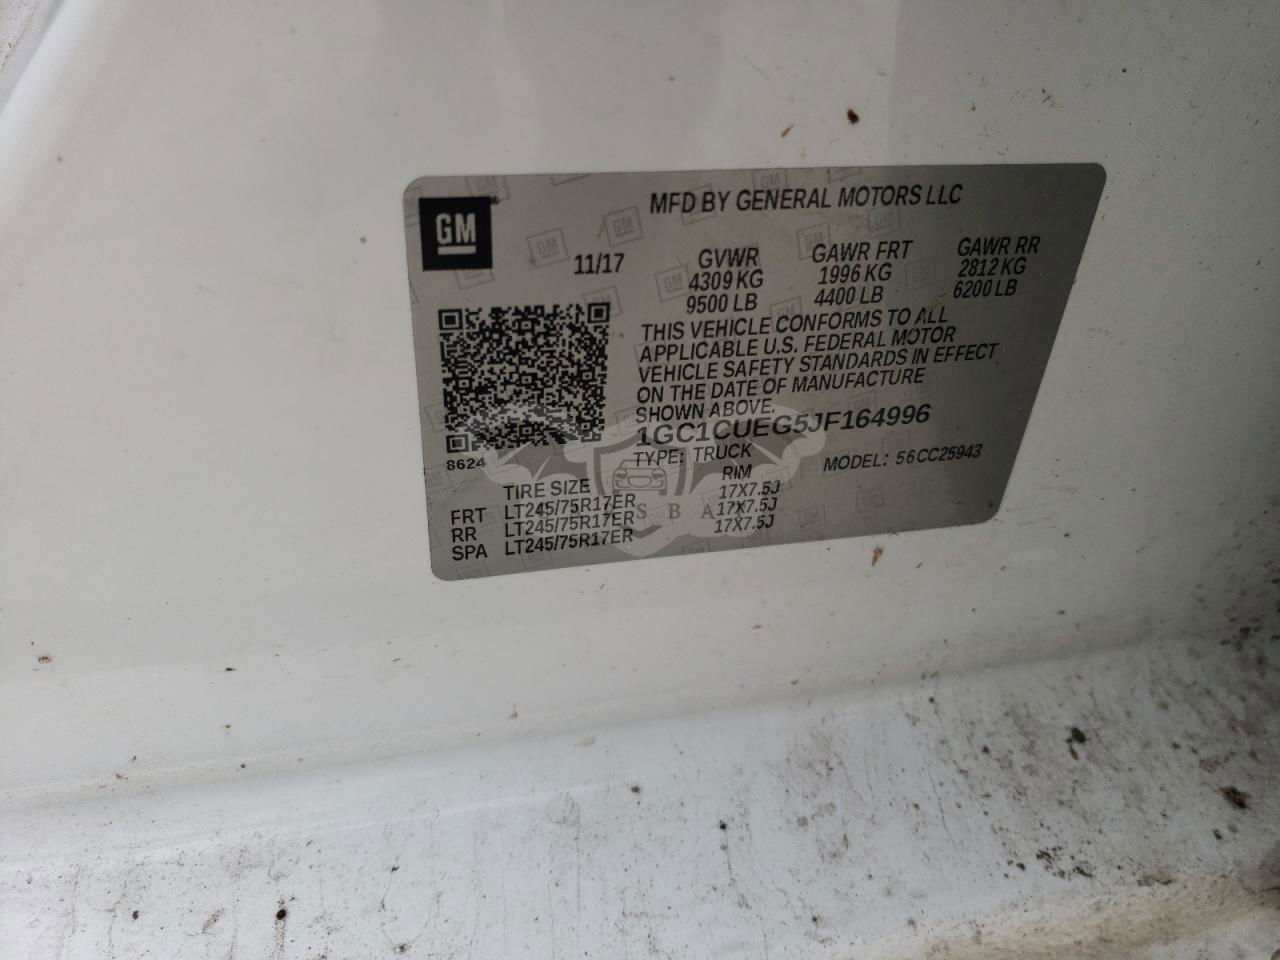 MFD BY GENERAL MOTORS LLC
GM
11/17
GVWR GAWR FRT GAWR RR
4309 KG 1996 KG 2812 KG
9500 LB 4400 LB 6200 LB
THIS VEHICLE CONFORMS TO ALL
APPLICABLE U.S. FEDERAL MOTOR
VEHICLE SAFETY STANDARDS IN EFFECT
ON THE DATE OF MANUFACTURE
SHOWN ABOVE.
1GC1CUEG5JF164996
8624
TYPE: TRUCK MODEL: 56CC25943
TIRE SIZE RIM
FRT LT245/75R17ER 17X7.5J
RR LT245/75R17ER 17X7.5J
SPA LT245/75R17ER 17X7.5J